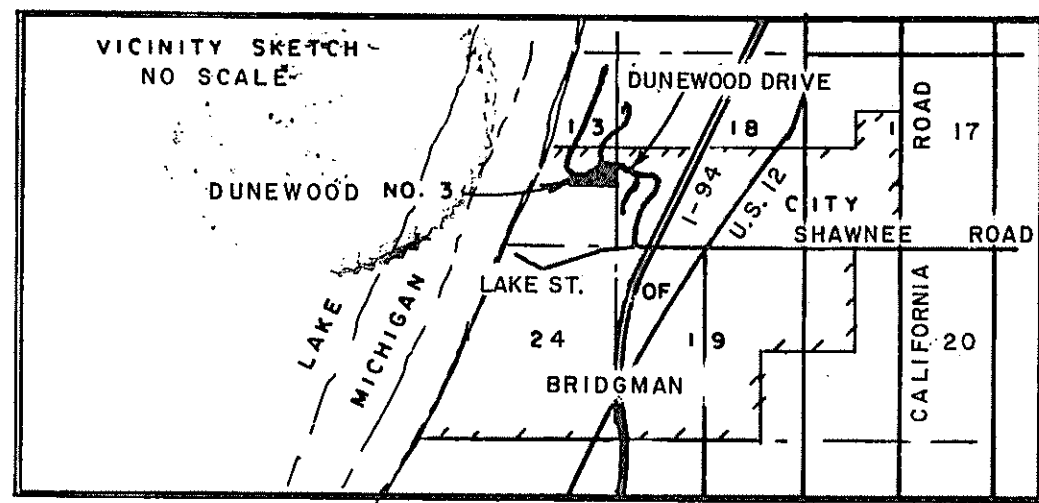 VICINITY SKETCH
NO SCALE
DUNEWOOD DRIVE
13
18
ROAD
17
DUNEWOOD NO. 3
I-94
U.S. 12
CITY
SHAWNEE ROAD
LAKE ST.
OF
LAKE
MICHIGAN
24
19
CALIFORNIA
20
BRIDGMAN